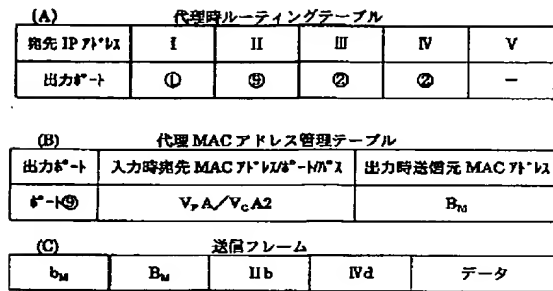 (A) 代理時ルーティングテーブル
宛先IPアドレス I II III IV V
出力ポート ① ⑨ ② ② －
(B) 代理MACアドレス管理テーブル
出力ポート 入力時宛先MACアドレス/ポート/パス 出力時送信元MACアドレス
ポート⑨ VPA／VCA2 BM
(C) 送信フレーム
bM BM IIb IVd データ